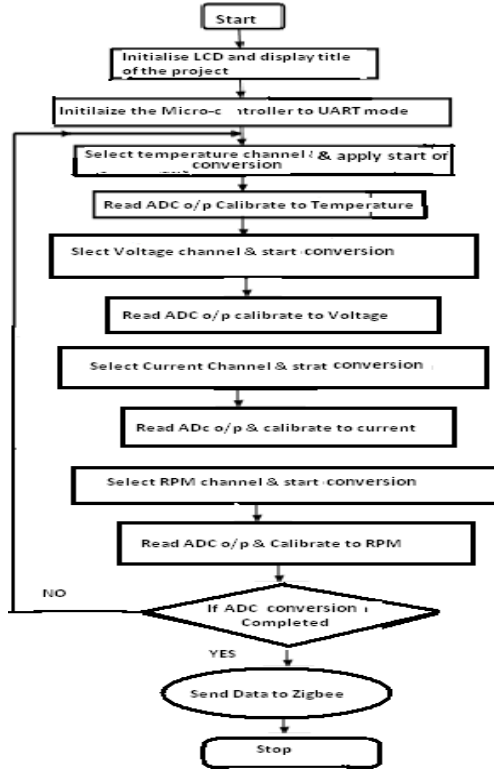 Start
Initialise LCD and display title
of the project
Initilaize the Micro-c ntroller to UART mode
Select temperature channel & & apply start of
conversion
Read ADC o/p Calibrate to Temperature
Slect Voltage channel & start conversion
Read ADC o/p calibrate to Voltage
Select Current Channel & strat conversion
Read ADc o/p & calibrate to current
Select RPM channel & start conversion
Read ADC o/p & Calibrate to RPM
NO
If ADC conversion
Completed
YES
Send Data to Zigbee
Stop